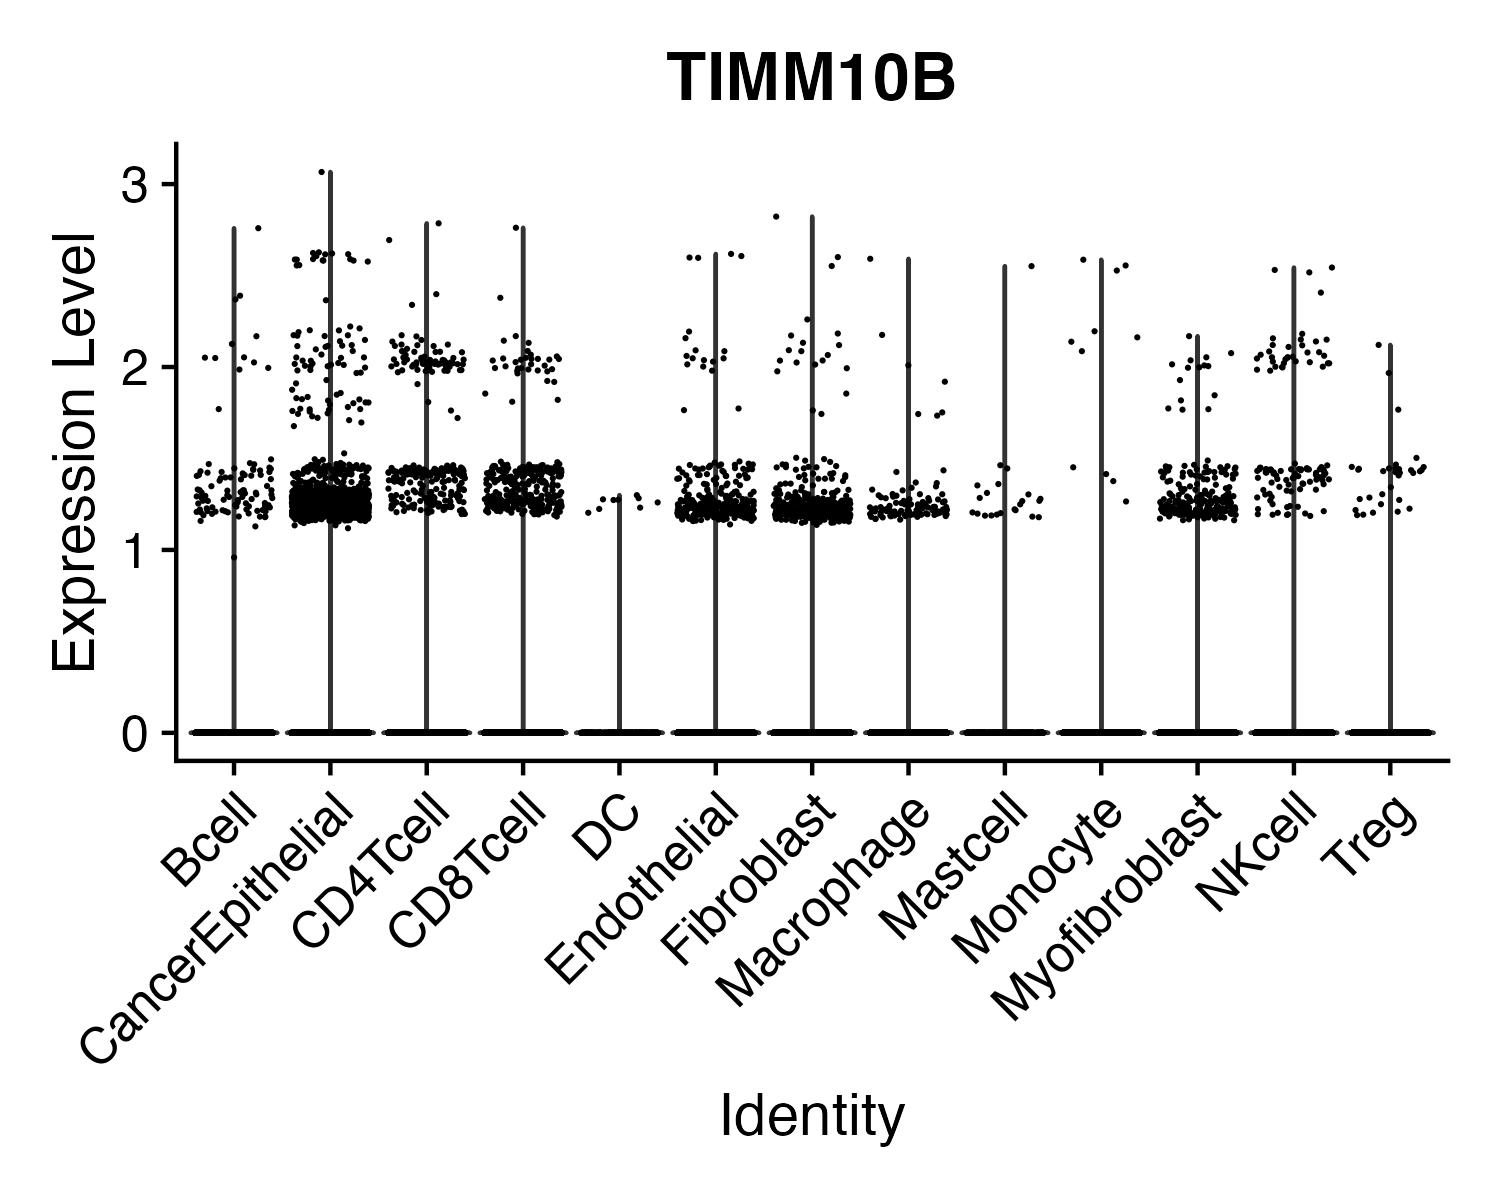 TIMM10B
Expression Level
3
2
1
0
Bcell
CancerEpithelial
CD4Tcell
CD8Tcell
DC
Endothelial
Fibroblast
Macrophage
Mastcell
Monocyte
Myofibroblast
NKcell
Treg
Identity